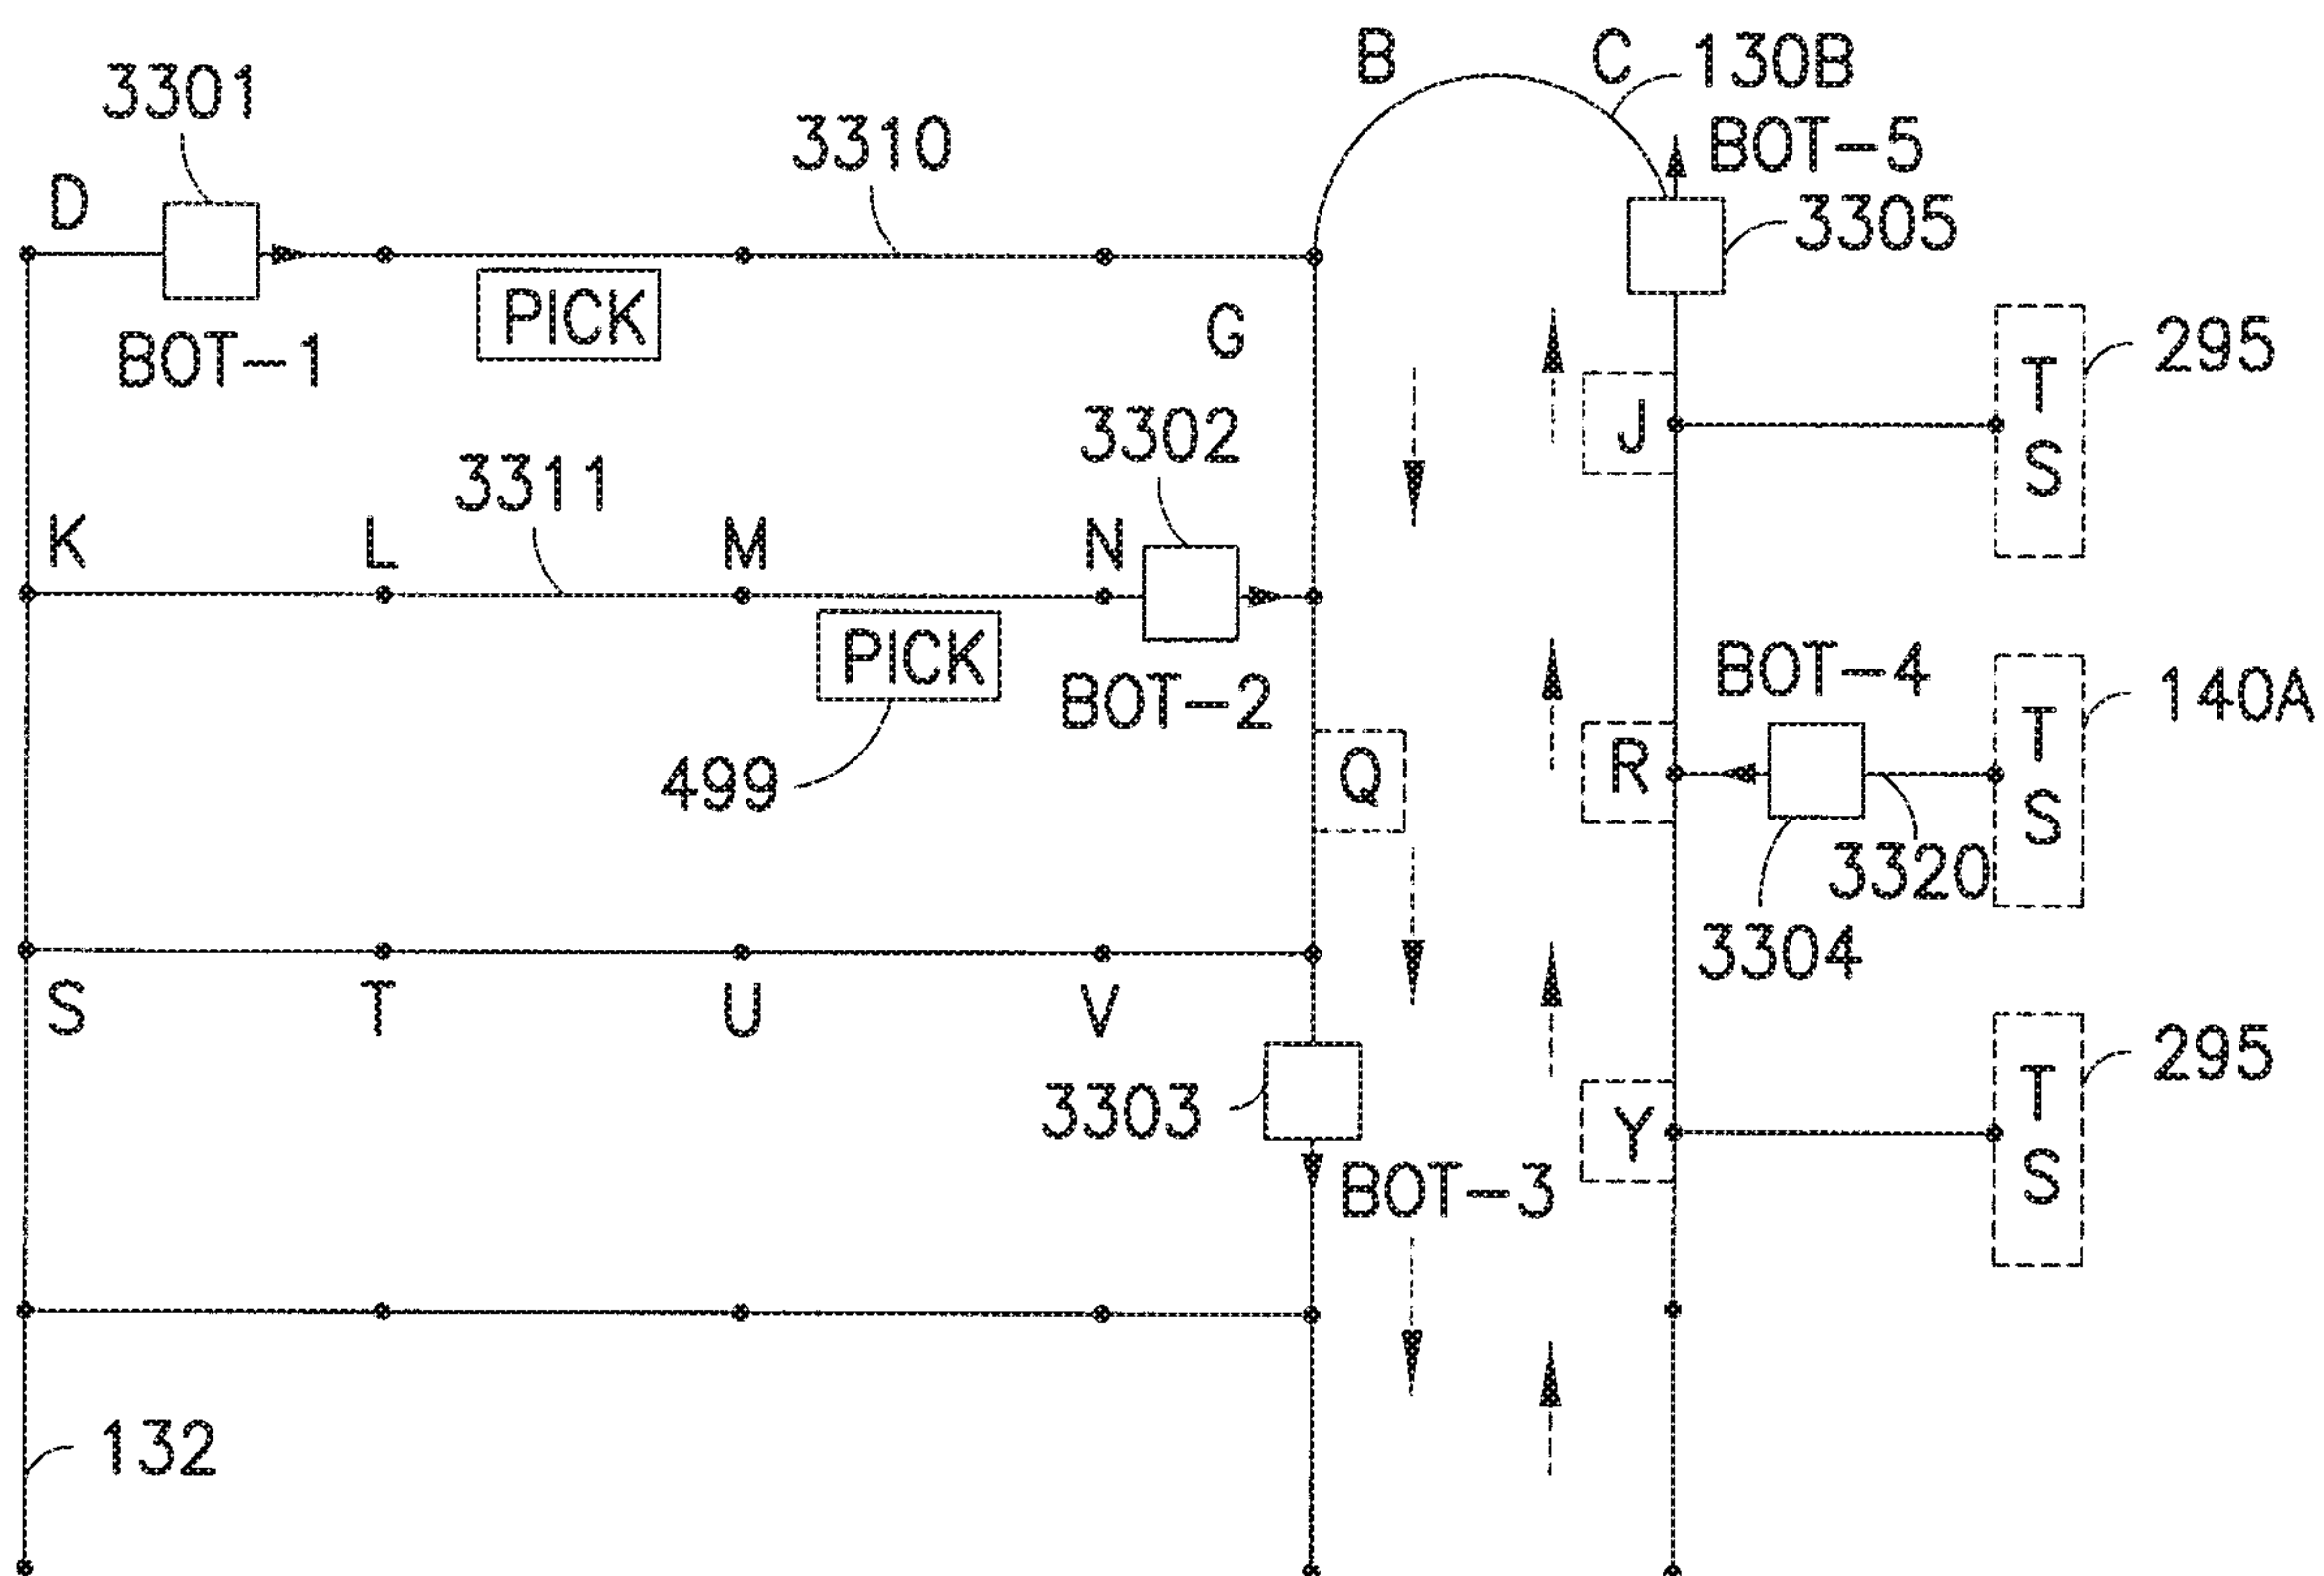 B
C
130B
3301
3310
BOT-5
D
3305
PICK
G
BOT-1
295
T
S
J
3302
3311
K
L
M
N
PICK
BOT-2
BOT-4
140A
T
S
499
Q
R
3320
3304
S
T
U
V
295
T
S
3303
Y
BOT-3
132